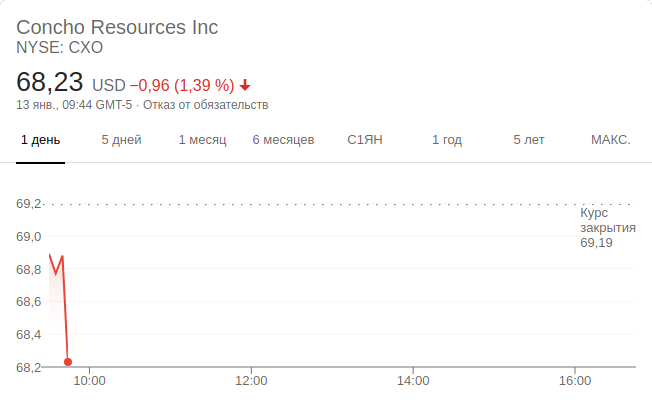 Concho Resources Inc
NYSE: CXO
68,23 USD −0,96 (1,39 %)
13 янв., 09:44 GMT-5 · Отказ от обязательств
1 день 5 дней 1 месяц 6 месяцев С1ЯН 1 год 5 лет МАКС.
69,2
Курс
закрытия
69,19
69,0
68,8
68,6
68,4
68,2
10:00 12:00 14:00 16:00